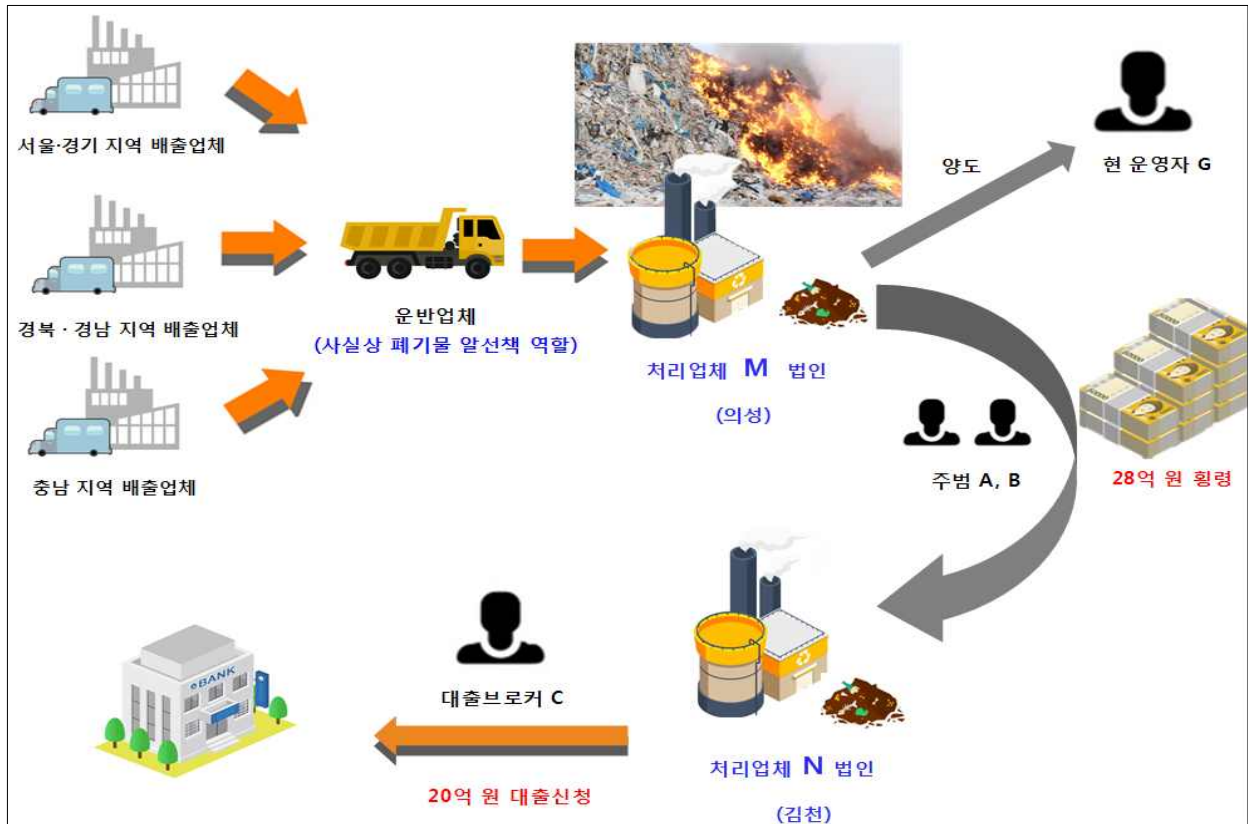 서울·경기 지역 배출업체
경북 · 경남 지역 배출업체
충남 지역 배출업체
운반업체
(사실상 폐기물 알선책 역할)
처리업체 M 법인
(의성)
양도
현 운영자 G
주범 A, B
28억 원 횡령
처리업체 N 법인
(김천)
대출브로커 C
20억 원 대출신청
BANK